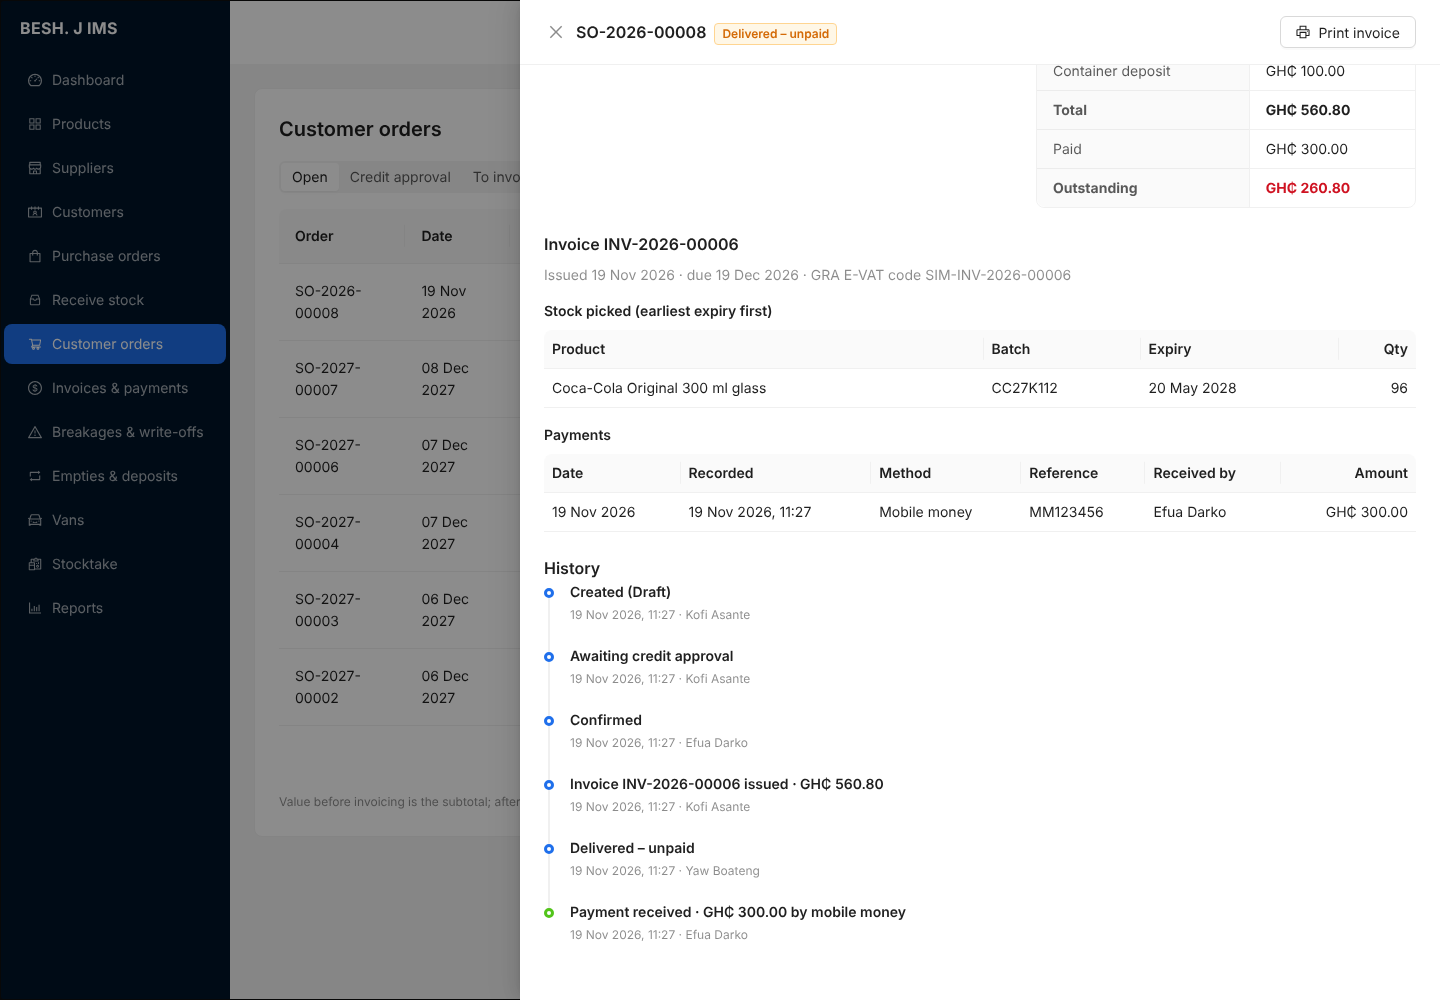 BESH. J IMS
Dashboard
Products
Suppliers
Customers
Purchase orders
Receive stock
Customer orders
Invoices & payments
Breakages & write-offs
Empties & deposits
Vans
Stocktake
Reports
Customer orders
Open Credit approval To invo
Order Date
SO-2026-00008 19 Nov 2026
SO-2027-00007 08 Dec 2027
SO-2027-00006 07 Dec 2027
SO-2027-00004 07 Dec 2027
SO-2027-00003 06 Dec 2027
SO-2027-00002 06 Dec 2027
Value before invoicing is the subtotal; after
SO-2026-00008 Delivered – unpaid Print invoice
Container deposit GH₵ 100.00
Total GH₵ 560.80
Paid GH₵ 300.00
Outstanding GH₵ 260.80
Invoice INV-2026-00006
Issued 19 Nov 2026 · due 19 Dec 2026 · GRA E-VAT code SIM-INV-2026-00006
Stock picked (earliest expiry first)
Product Batch Expiry Qty
Coca-Cola Original 300 ml glass CC27K112 20 May 2028 96
Payments
Date Recorded Method Reference Received by Amount
19 Nov 2026 19 Nov 2026, 11:27 Mobile money MM123456 Efua Darko GH₵ 300.00
History
Created (Draft)
19 Nov 2026, 11:27 · Kofi Asante
Awaiting credit approval
19 Nov 2026, 11:27 · Kofi Asante
Confirmed
19 Nov 2026, 11:27 · Efua Darko
Invoice INV-2026-00006 issued · GH₵ 560.80
19 Nov 2026, 11:27 · Kofi Asante
Delivered – unpaid
19 Nov 2026, 11:27 · Yaw Boateng
Payment received · GH₵ 300.00 by mobile money
19 Nov 2026, 11:27 · Efua Darko